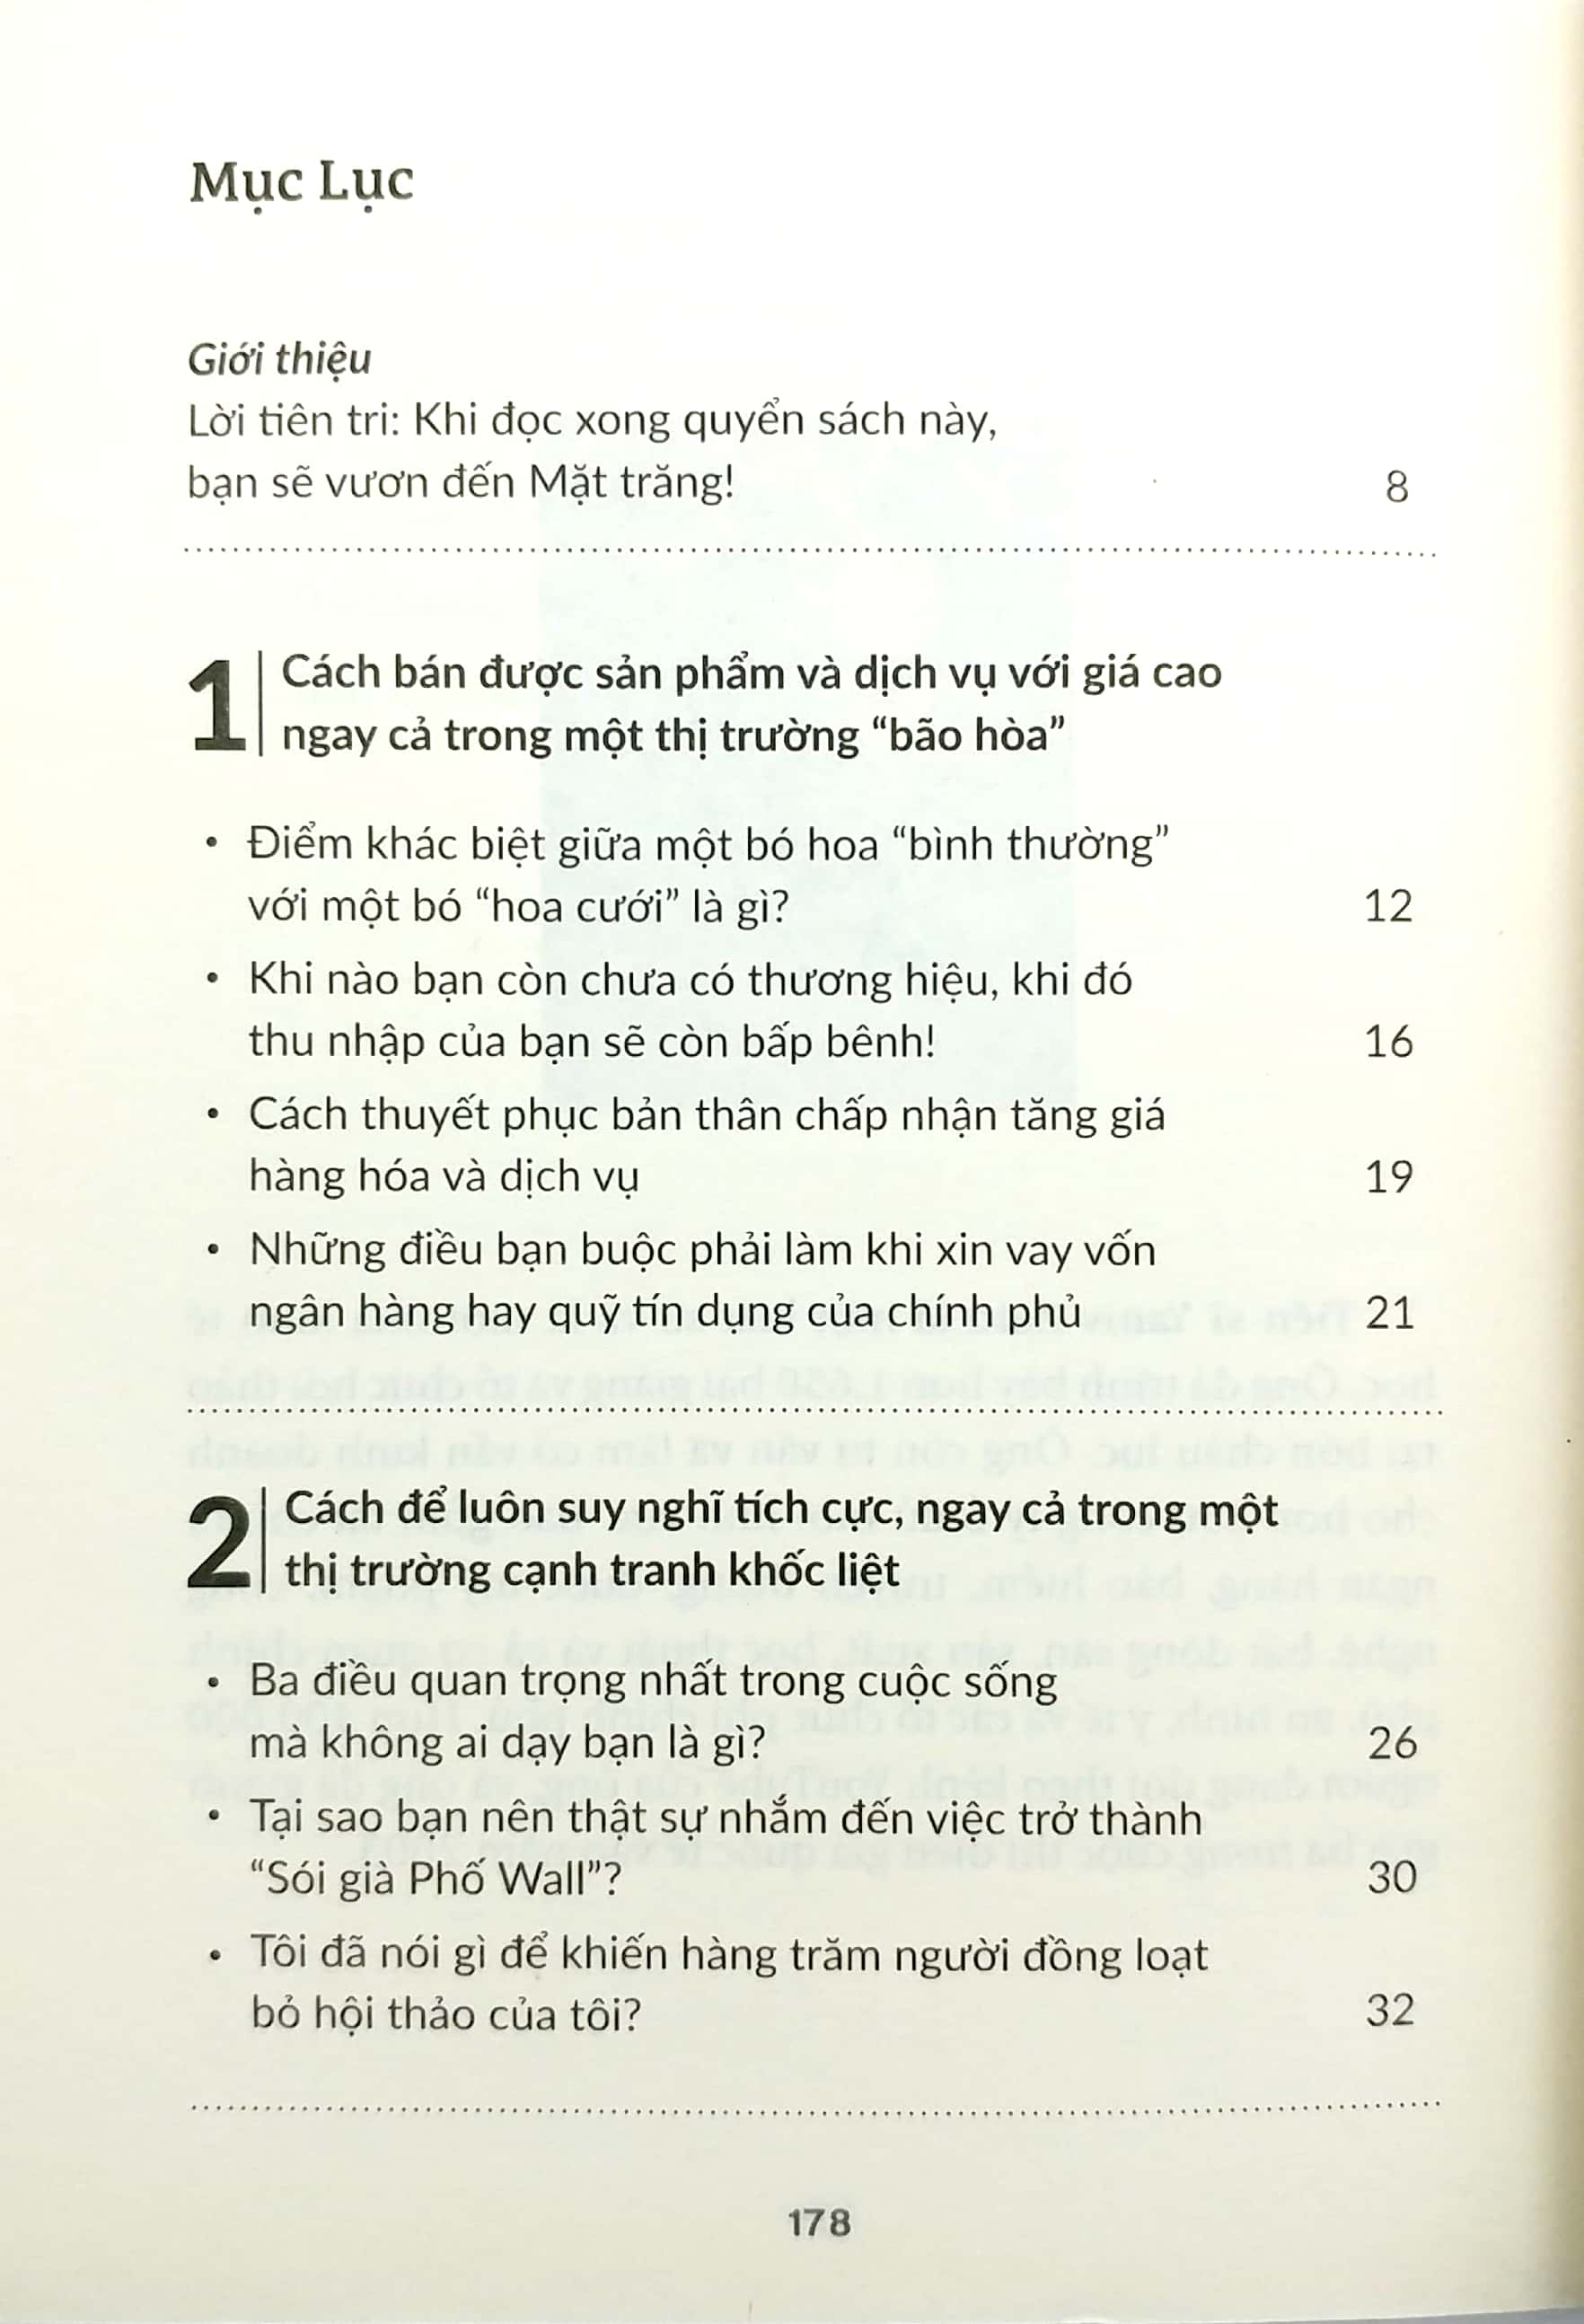 Mục Lục
Giới thiệu
Lời tiên tri: Khi đọc xong quyển sách này,
bạn sẽ vươn đến Mặt trăng! 8
1 Cách bán được sản phẩm và dịch vụ với giá cao
ngay cả trong một thị trường “bão hòa”
• Điểm khác biệt giữa một bó hoa “bình thường”
với một bó “hoa cưới” là gì? 12
• Khi nào bạn còn chưa có thương hiệu, khi đó
thu nhập của bạn sẽ còn bấp bênh! 16
• Cách thuyết phục bản thân chấp nhận tăng giá
hàng hóa và dịch vụ 19
• Những điều bạn buộc phải làm khi xin vay vốn
ngân hàng hay quỹ tín dụng của chính phủ 21
2 Cách để luôn suy nghĩ tích cực, ngay cả trong một
thị trường cạnh tranh khốc liệt
• Ba điều quan trọng nhất trong cuộc sống
mà không ai dạy bạn là gì? 26
• Tại sao bạn nên thật sự nhắm đến việc trở thành
“Sói già Phố Wall”? 30
• Tôi đã nói gì để khiến hàng trăm người đồng loạt
bỏ hội thảo của tôi? 32
178